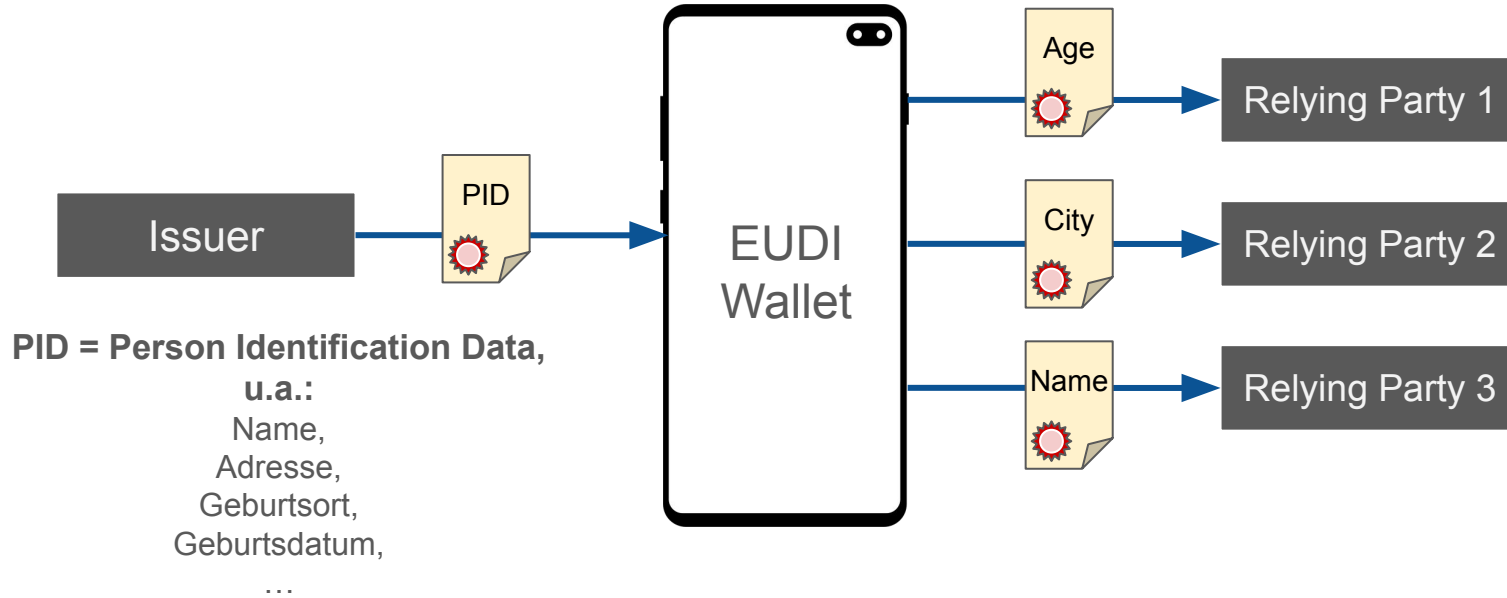 Issuer
PID
PID = Person Identification Data,
u.a.:
Name,
Adresse,
Geburtsort,
Geburtsdatum,
...
EUDI
Wallet
Age
Relying Party 1
City
Relying Party 2
Name
Relying Party 3